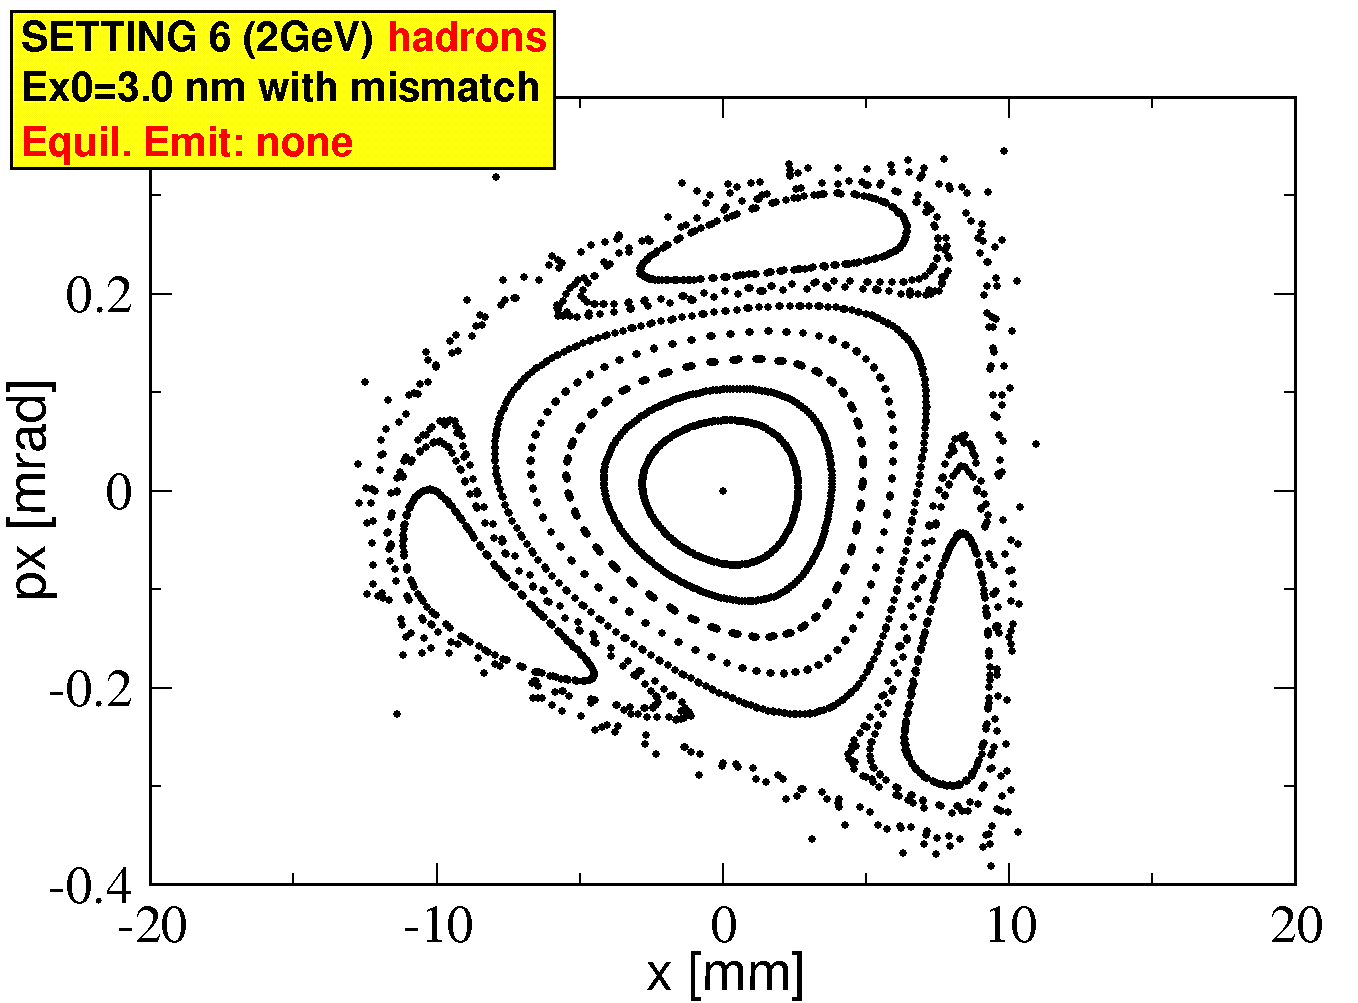 SETTING 6 (2GeV) hadrons
Ex0=3.0 nm with mismatch
Equil. Emit: none
0.2
0
-0.2
-0.4
px [mrad]
-20
-10
0
10
20
x [mm]